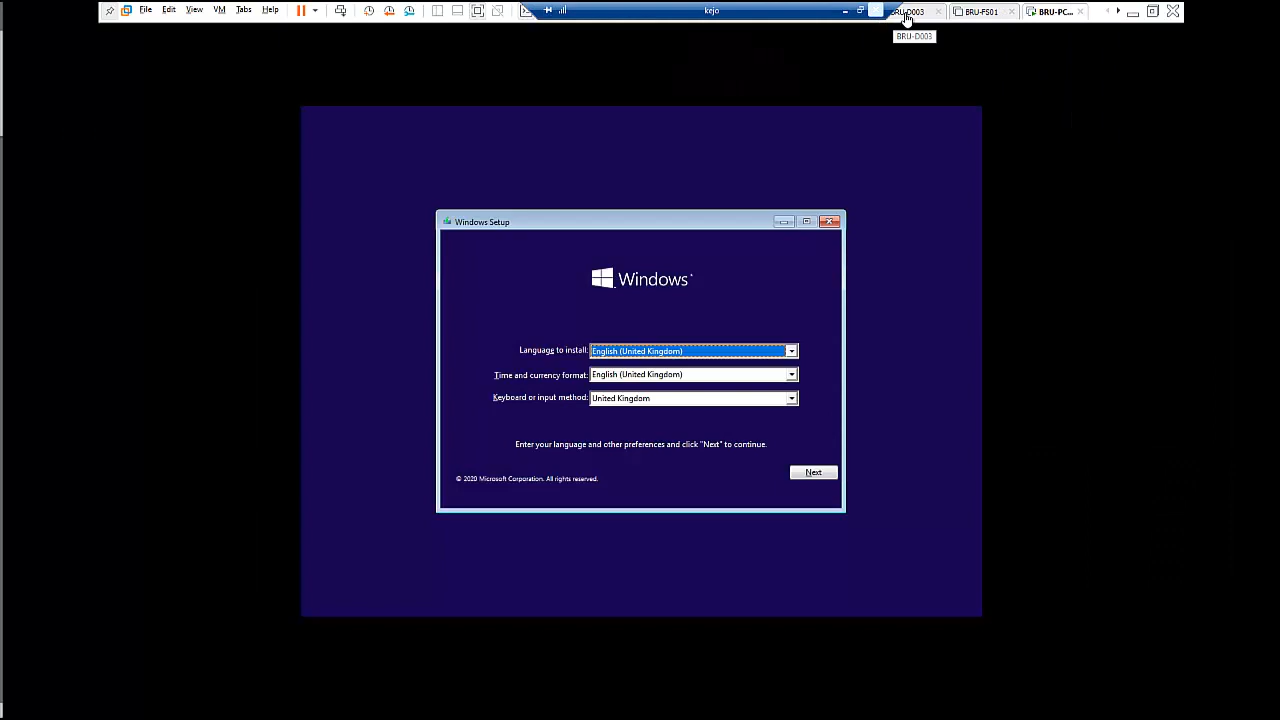 File Edit View VM Tabs Help
kejo
BRU-D003
BRU-FS01
BRU-PC...
BRU-D003
Windows Setup
Windows
Language to install: English (United Kingdom)
Time and currency format: English (United Kingdom)
Keyboard or input method: United Kingdom
Enter your language and other preferences and click "Next" to continue.
Next
© 2020 Microsoft Corporation. All rights reserved.